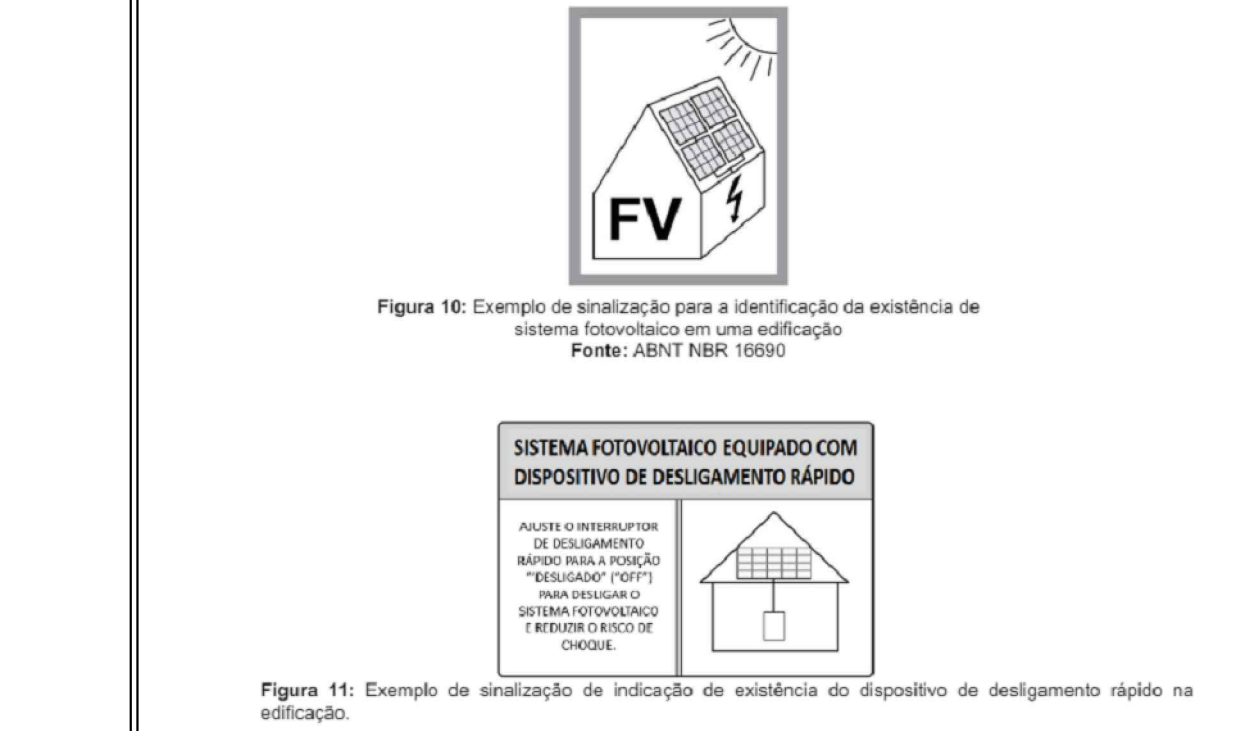 FV
Figura 10: Exemplo de sinalização para a identificação da existência de
sistema fotovoltaico em uma edificação
Fonte: ABNT NBR 16690
SISTEMA FOTOVOLTAICO EQUIPADO COM
DISPOSITIVO DE DESLIGAMENTO RÁPIDO
AJUSTE O INTERRUPTOR
DE DESLIGAMENTO
RÁPIDO PARA A POSIÇÃO
"'DESLIGADO" ("OFF")
PARA DESLIGAR O
SISTEMA FOTOVOLTAICO
E REDUZIR O RISCO DE
CHOQUE.
Figura 11: Exemplo de sinalização de indicação de existência do dispositivo de desligamento rápido na
edificação.